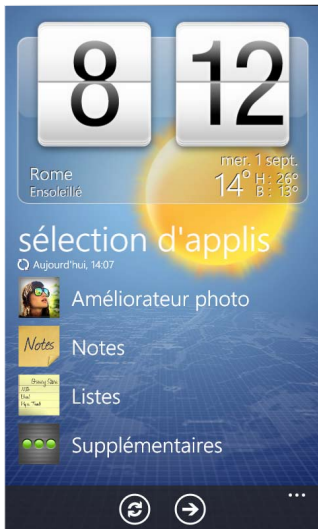 8 12
Rome
Ensoleillé
mer. 1 sept.
14° H : 26°
B : 13°
sélection d'applis
Aujourd'hui, 14:07
Améliorateur photo
Notes
Notes
Listes
Supplémentaires